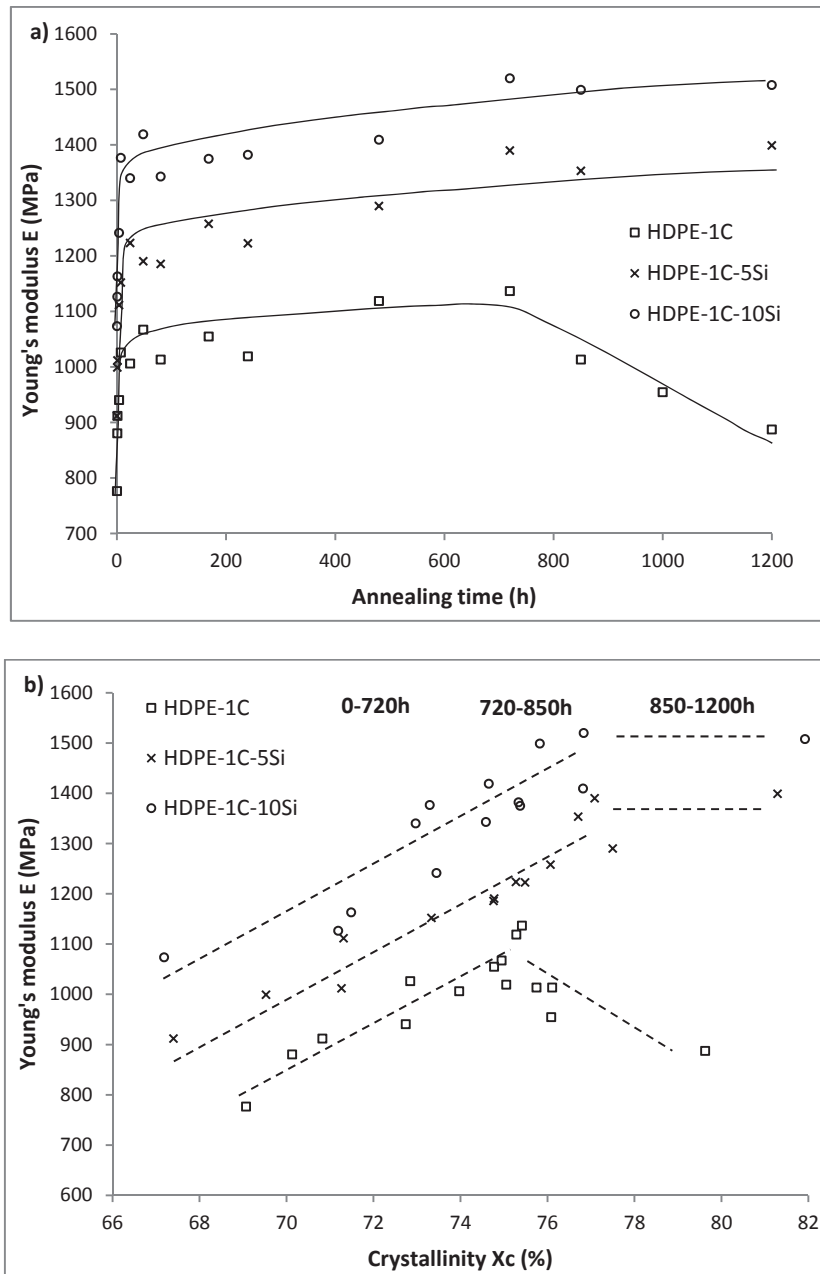 a)
1600
1500
1400
1300
1200
1100
1000
900
800
700
Young's modulus E (MPa)
HDPE-1C
HDPE-1C-5Si
HDPE-1C-10Si
0 200 400 600 800 1000 1200
Annealing time (h)
b)
1600
1500
1400
1300
1200
1100
1000
900
800
700
600
Young's modulus E (MPa)
HDPE-1C
HDPE-1C-5Si
HDPE-1C-10Si
0-720h 720-850h 850-1200h
66 68 70 72 74 76 78 80 82
Crystallinity Xc (%)